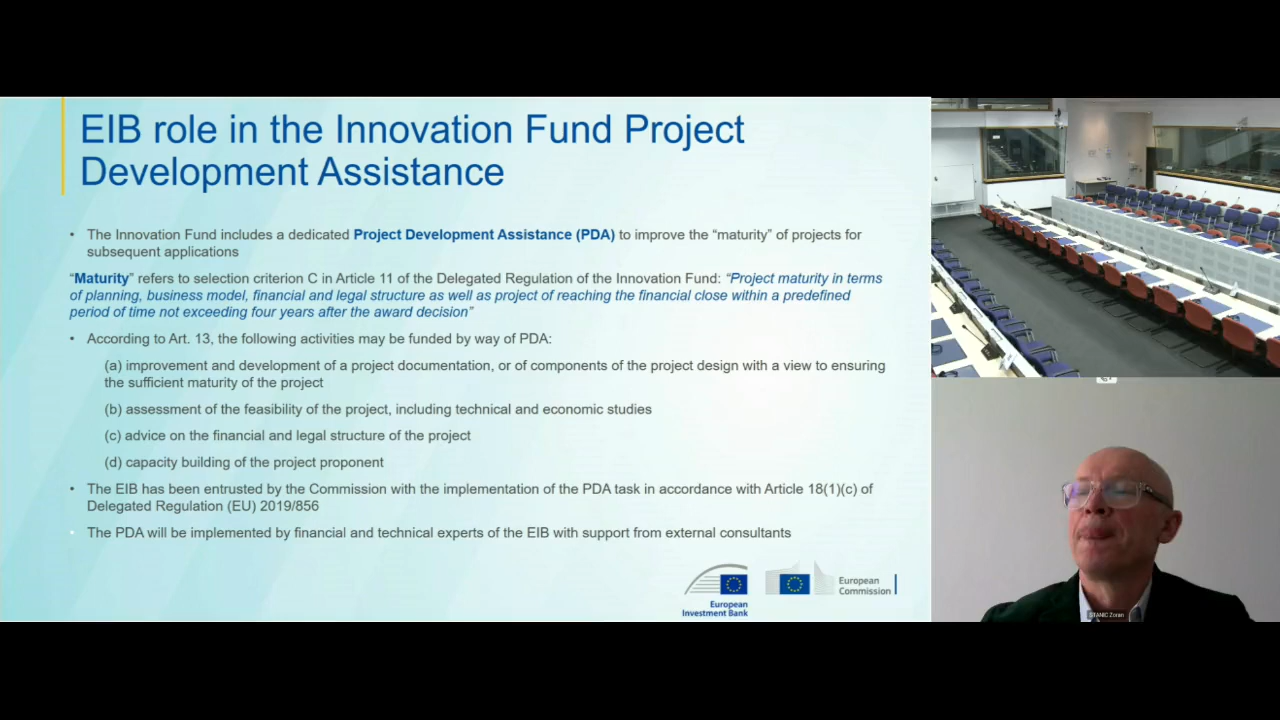 EIB role in the Innovation Fund Project
Development Assistance
• The Innovation Fund includes a dedicated Project Development Assistance (PDA) to improve the “maturity” of projects for
subsequent applications
“Maturity” refers to selection criterion C in Article 11 of the Delegated Regulation of the Innovation Fund: “Project maturity in terms
of planning, business model, financial and legal structure as well as project of reaching the financial close within a predefined
period of time not exceeding four years after the award decision”
• According to Art. 13, the following activities may be funded by way of PDA:
(a) improvement and development of a project documentation, or of components of the project design with a view to ensuring
the sufficient maturity of the project
(b) assessment of the feasibility of the project, including technical and economic studies
(c) advice on the financial and legal structure of the project
(d) capacity building of the project proponent
• The EIB has been entrusted by the Commission with the implementation of the PDA task in accordance with Article 18(1)(c) of
Delegated Regulation (EU) 2019/856
• The PDA will be implemented by financial and technical experts of the EIB with support from external consultants
European
Investment Bank
European
Commission
STANIC Zoran